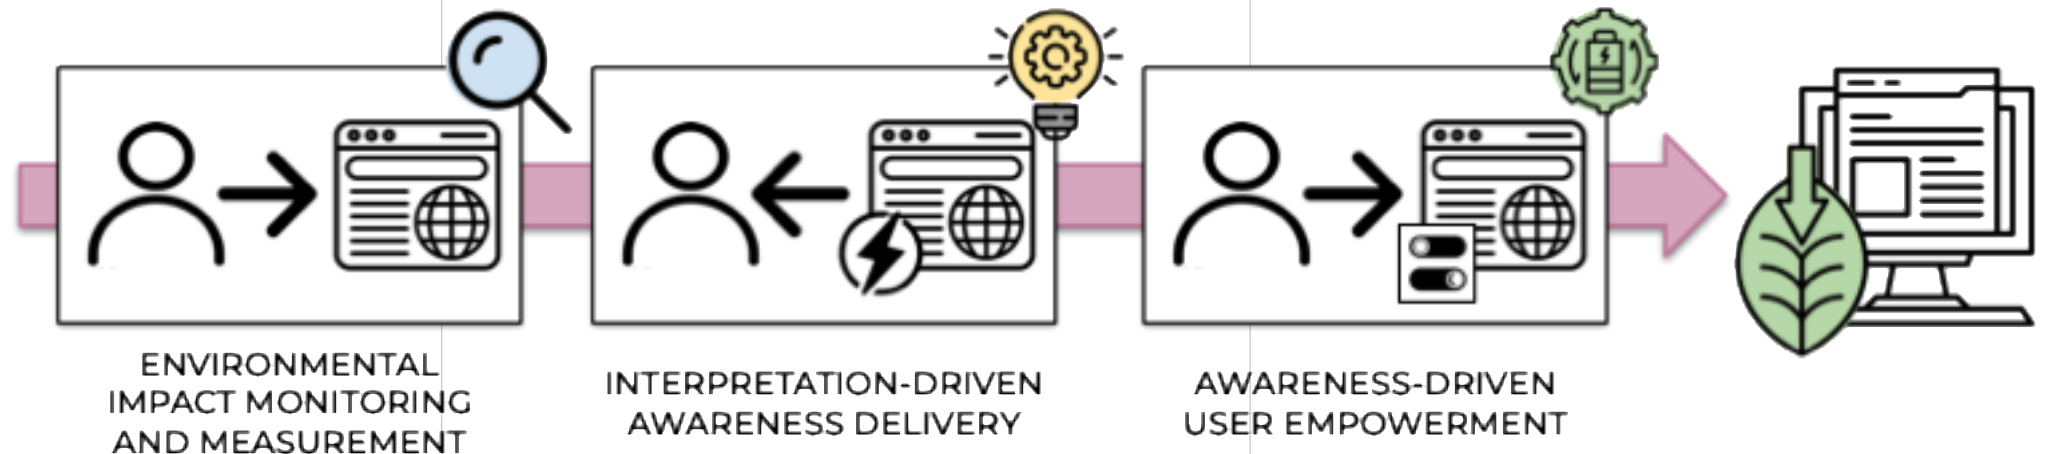 ENVIRONMENTAL
IMPACT MONITORING
AND MEASUREMENT
INTERPRETATION-DRIVEN
AWARENESS DELIVERY
AWARENESS-DRIVEN
USER EMPOWERMENT